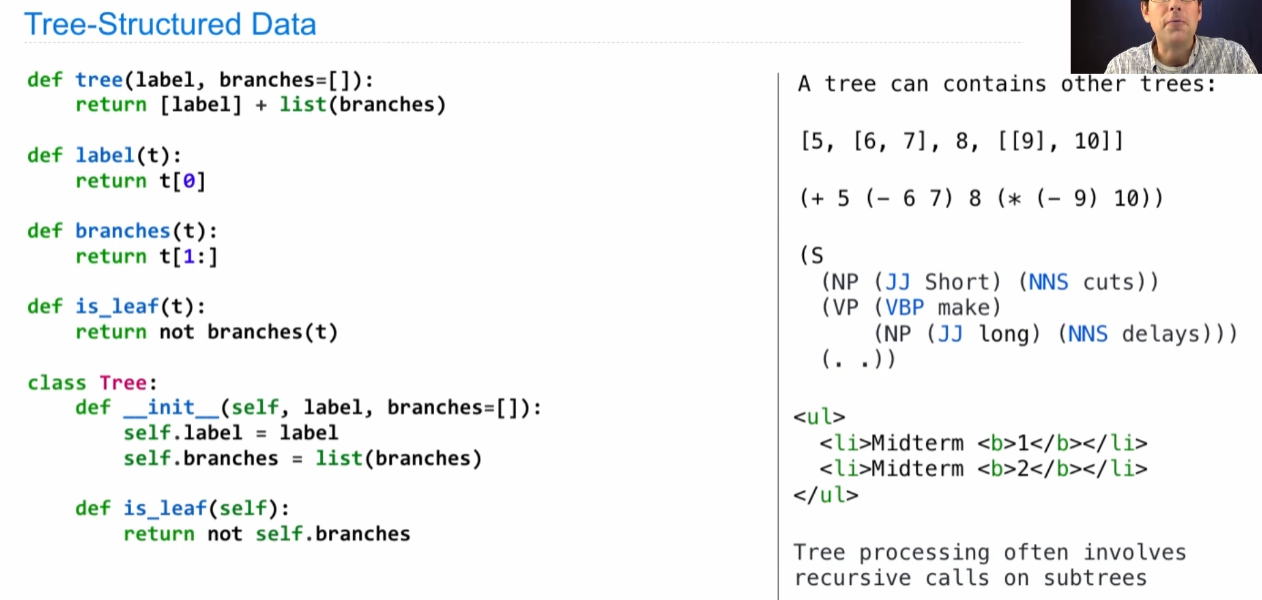 Tree-Structured Data
def tree(label, branches=[]):
    return [label] + list(branches)
def label(t):
    return t[0]
def branches(t):
    return t[1:]
def is_leaf(t):
    return not branches(t)
class Tree:
    def __init__(self, label, branches=[]):
        self.label = label
        self.branches = list(branches)
    def is_leaf(self):
        return not self.branches
A tree can contains other trees:
[5, [6, 7], 8, [[9], 10]]
(+ 5 (- 6 7) 8 (* (- 9) 10))
(S
  (NP (JJ Short) (NNS cuts))
  (VP (VBP make)
      (NP (JJ long) (NNS delays)))
  (. .))
<ul>
  <li>Midterm <b>1</b></li>
  <li>Midterm <b>2</b></li>
</ul>
Tree processing often involves
recursive calls on subtrees